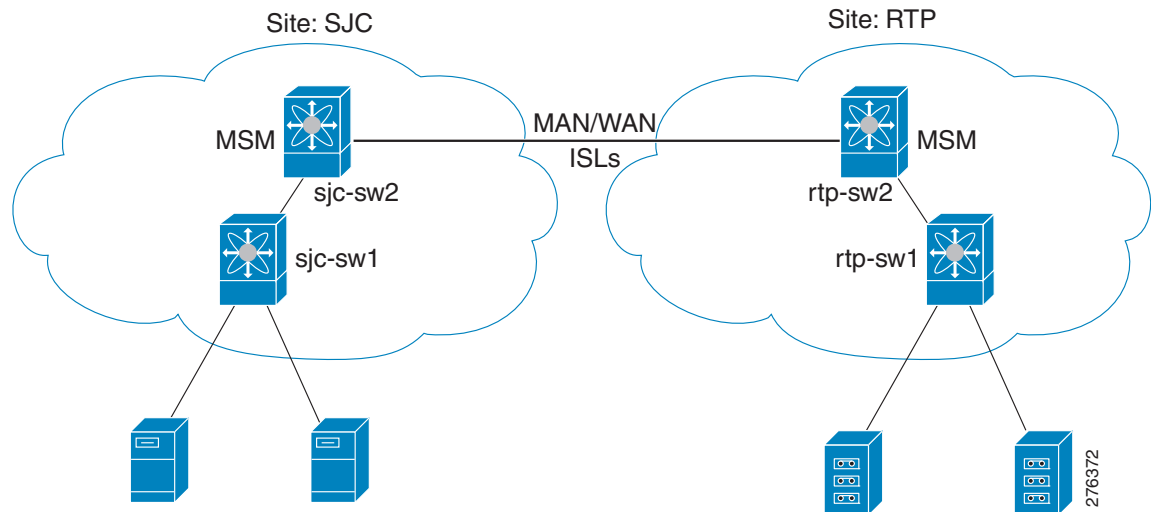 Site: SJC
Site: RTP
MSM
MAN/WAN
ISLs
MSM
sjc-sw2
rtp-sw2
sjc-sw1
rtp-sw1
276372